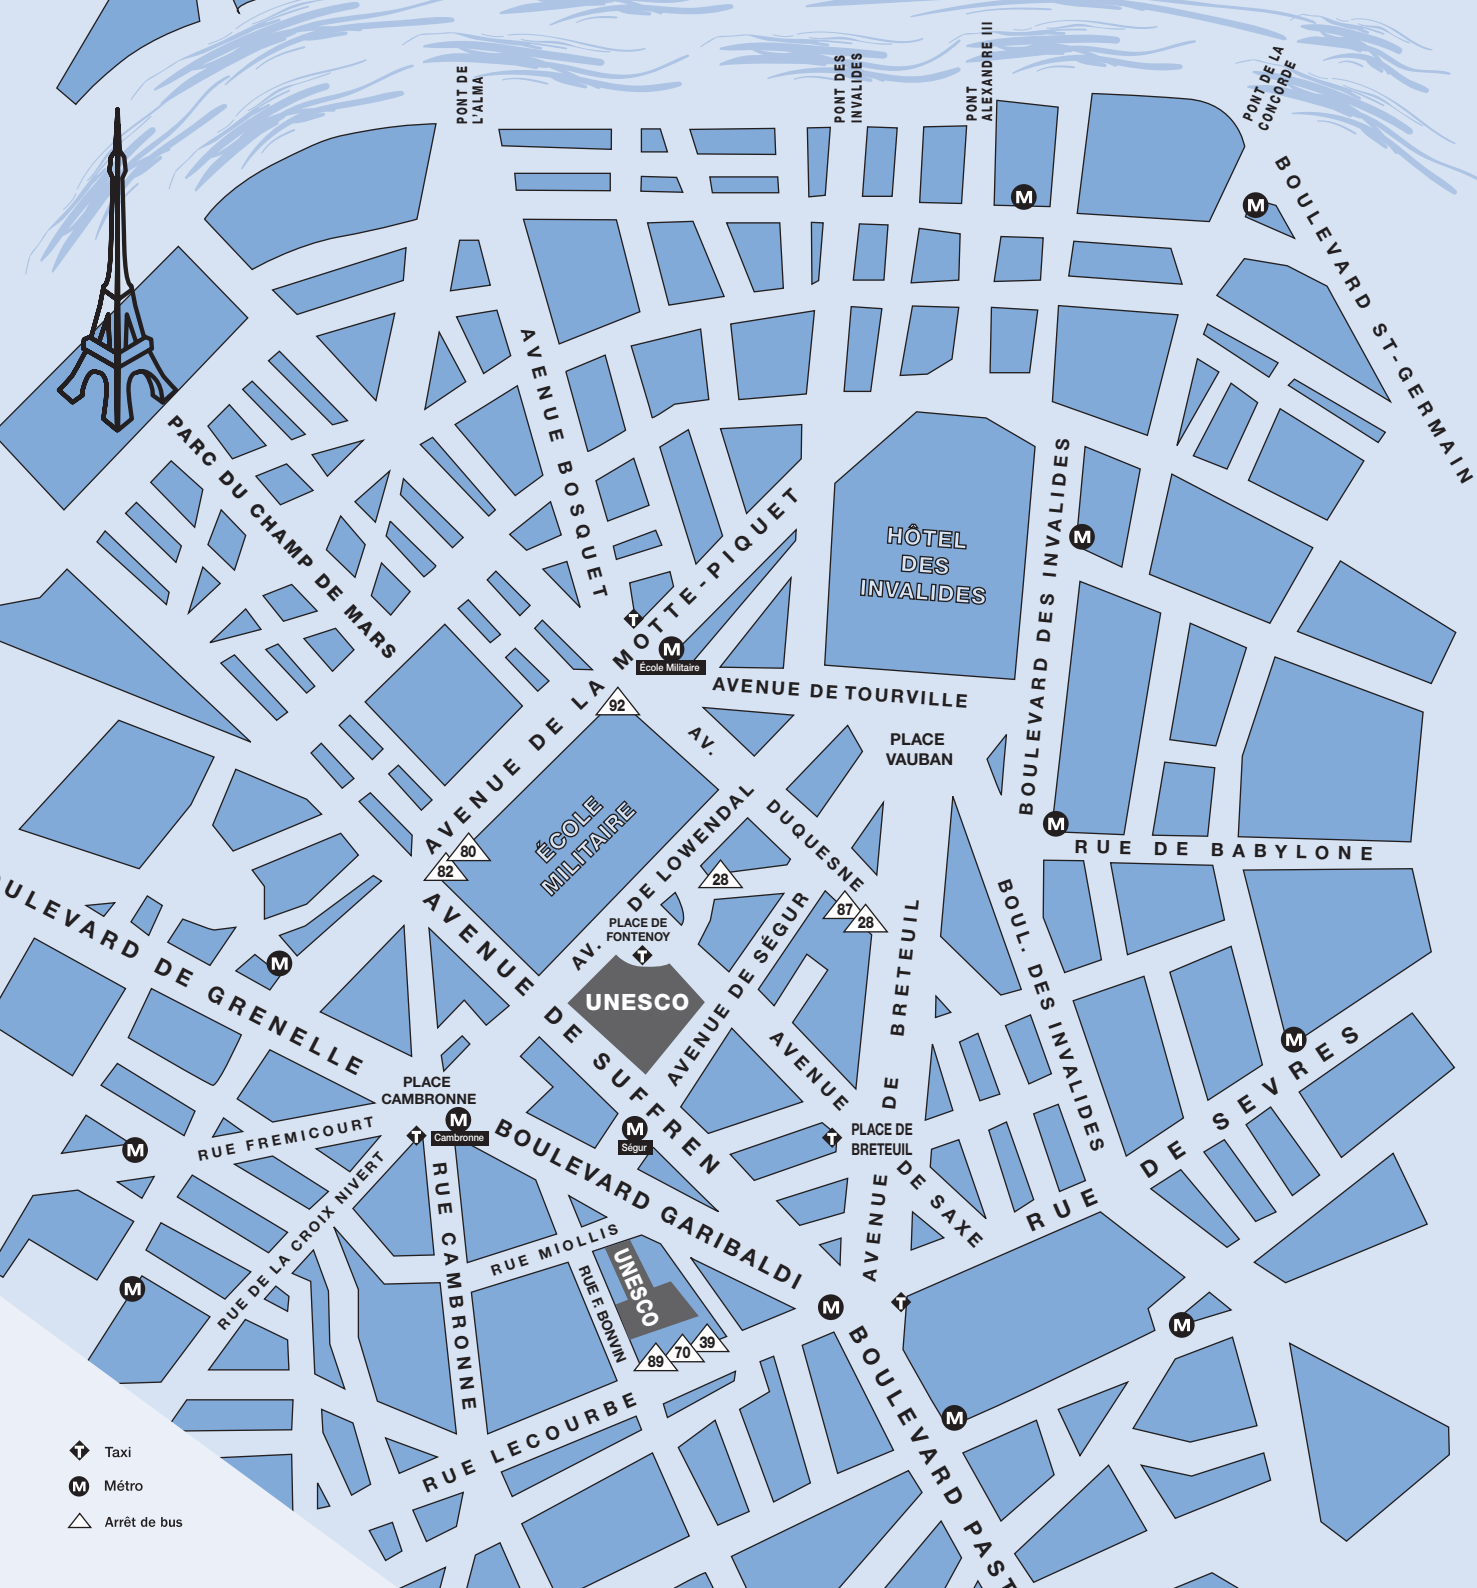 PONT DE
L'ALMA
PONT DES
INVALIDES
PONT
ALEXANDRE III
PONT DE LA
CONCORDE
M
M
BOULEVARD ST-GERMAIN
AVENUE BOSQUET
PARC DU CHAMP DE MARS
HÔTEL
DES
INVALIDES
BOULEVARD DES INVALIDES
M
T
M
École Militaire
AVENUE DE LA MOTTE-PIQUET
92
AVENUE DE TOURVILLE
PLACE
VAUBAN
AV. DUQUESNE
M
RUE DE BABYLONE
ÉCOLE
MILITAIRE
80
82
AV. DE LOWENDAL
28
87
28
PLACE DE
FONTENOY
T
UNESCO
AVENUE DE SÉGUR
AVENUE DE SUFFREN
AVENUE DE BRETEUIL
BOUL. DES INVALIDES
OULEVARD DE GRENELLE
M
M
RUE DE SEVRES
AVENUE DE SAXE
PLACE
CAMBRONNE
M
Cambronne
T
M
Ségur
T
PLACE DE
BRETEUIL
RUE FREMICOURT
M
BOULEVARD GARIBALDI
RUE DE LA CROIX NIVERT
RUE CAMBRONNE
RUE MIOLLIS
RUE F. BONVIN
UNESCO
M
M
T
M
89
70
39
RUE LECOURBE
M
BOULEVARD PAST
T Taxi
M Métro
Arrêt de bus